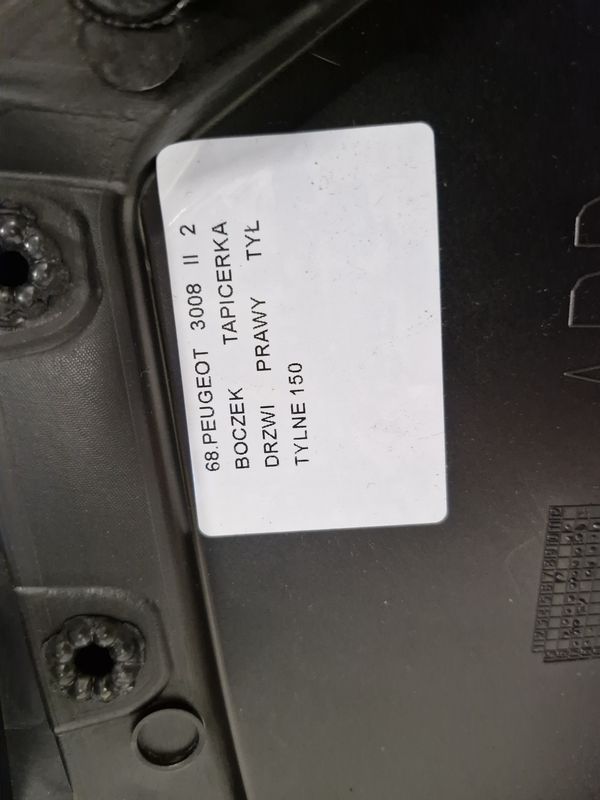 68.PEUGEOT 3008 II 2
BOCZEK TAPICERKA
DRZWI PRAWY TYŁ
TYLNE 150